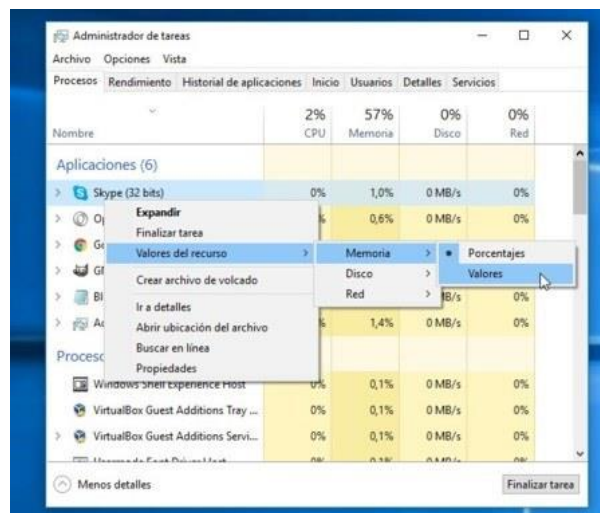 Administrador de tareas
Archivo Opciones Vista
Procesos Rendimiento Historial de aplicaciones Inicio Usuarios Detalles Servicios
2% 57% 0% 0%
Nombre CPU Memoria Disco Red
Aplicaciones (6)
Skype (32 bits) 0% 1,0% 0 MB/s 0%
Expandir 0,6% 0 MB/s 0%
Finalizar tarea
Valores del recurso Memoria Porcentajes
Disco Valores
Crear archivo de volcado
Red 0%
Ir a detalles
Abrir ubicación del archivo 1,4% 0 MB/s 0%
Buscar en línea
Propiedades
Windows Shell Experience Host 0% 0,1% 0 MB/s 0%
VirtualBox Guest Additions Tray ... 0% 0,1% 0 MB/s 0%
VirtualBox Guest Additions Servi... 0% 0,1% 0 MB/s 0%
Menos detalles Finalizar tarea